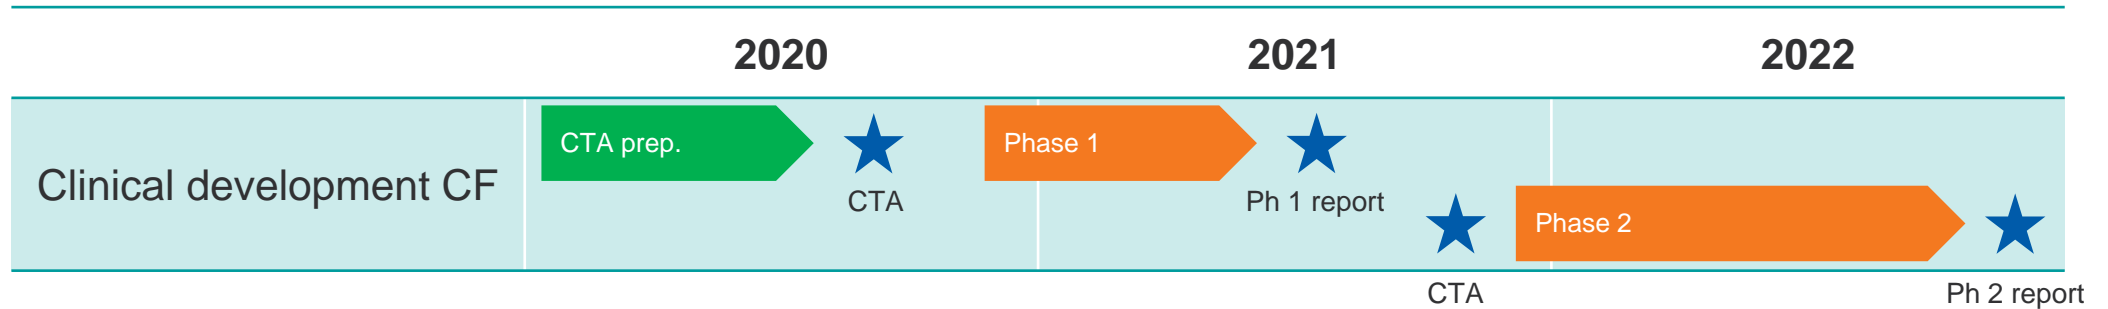 2020
2021
2022
Clinical development CF
CTA prep.
CTA
Phase 1
Ph 1 report
CTA
Phase 2
Ph 2 report